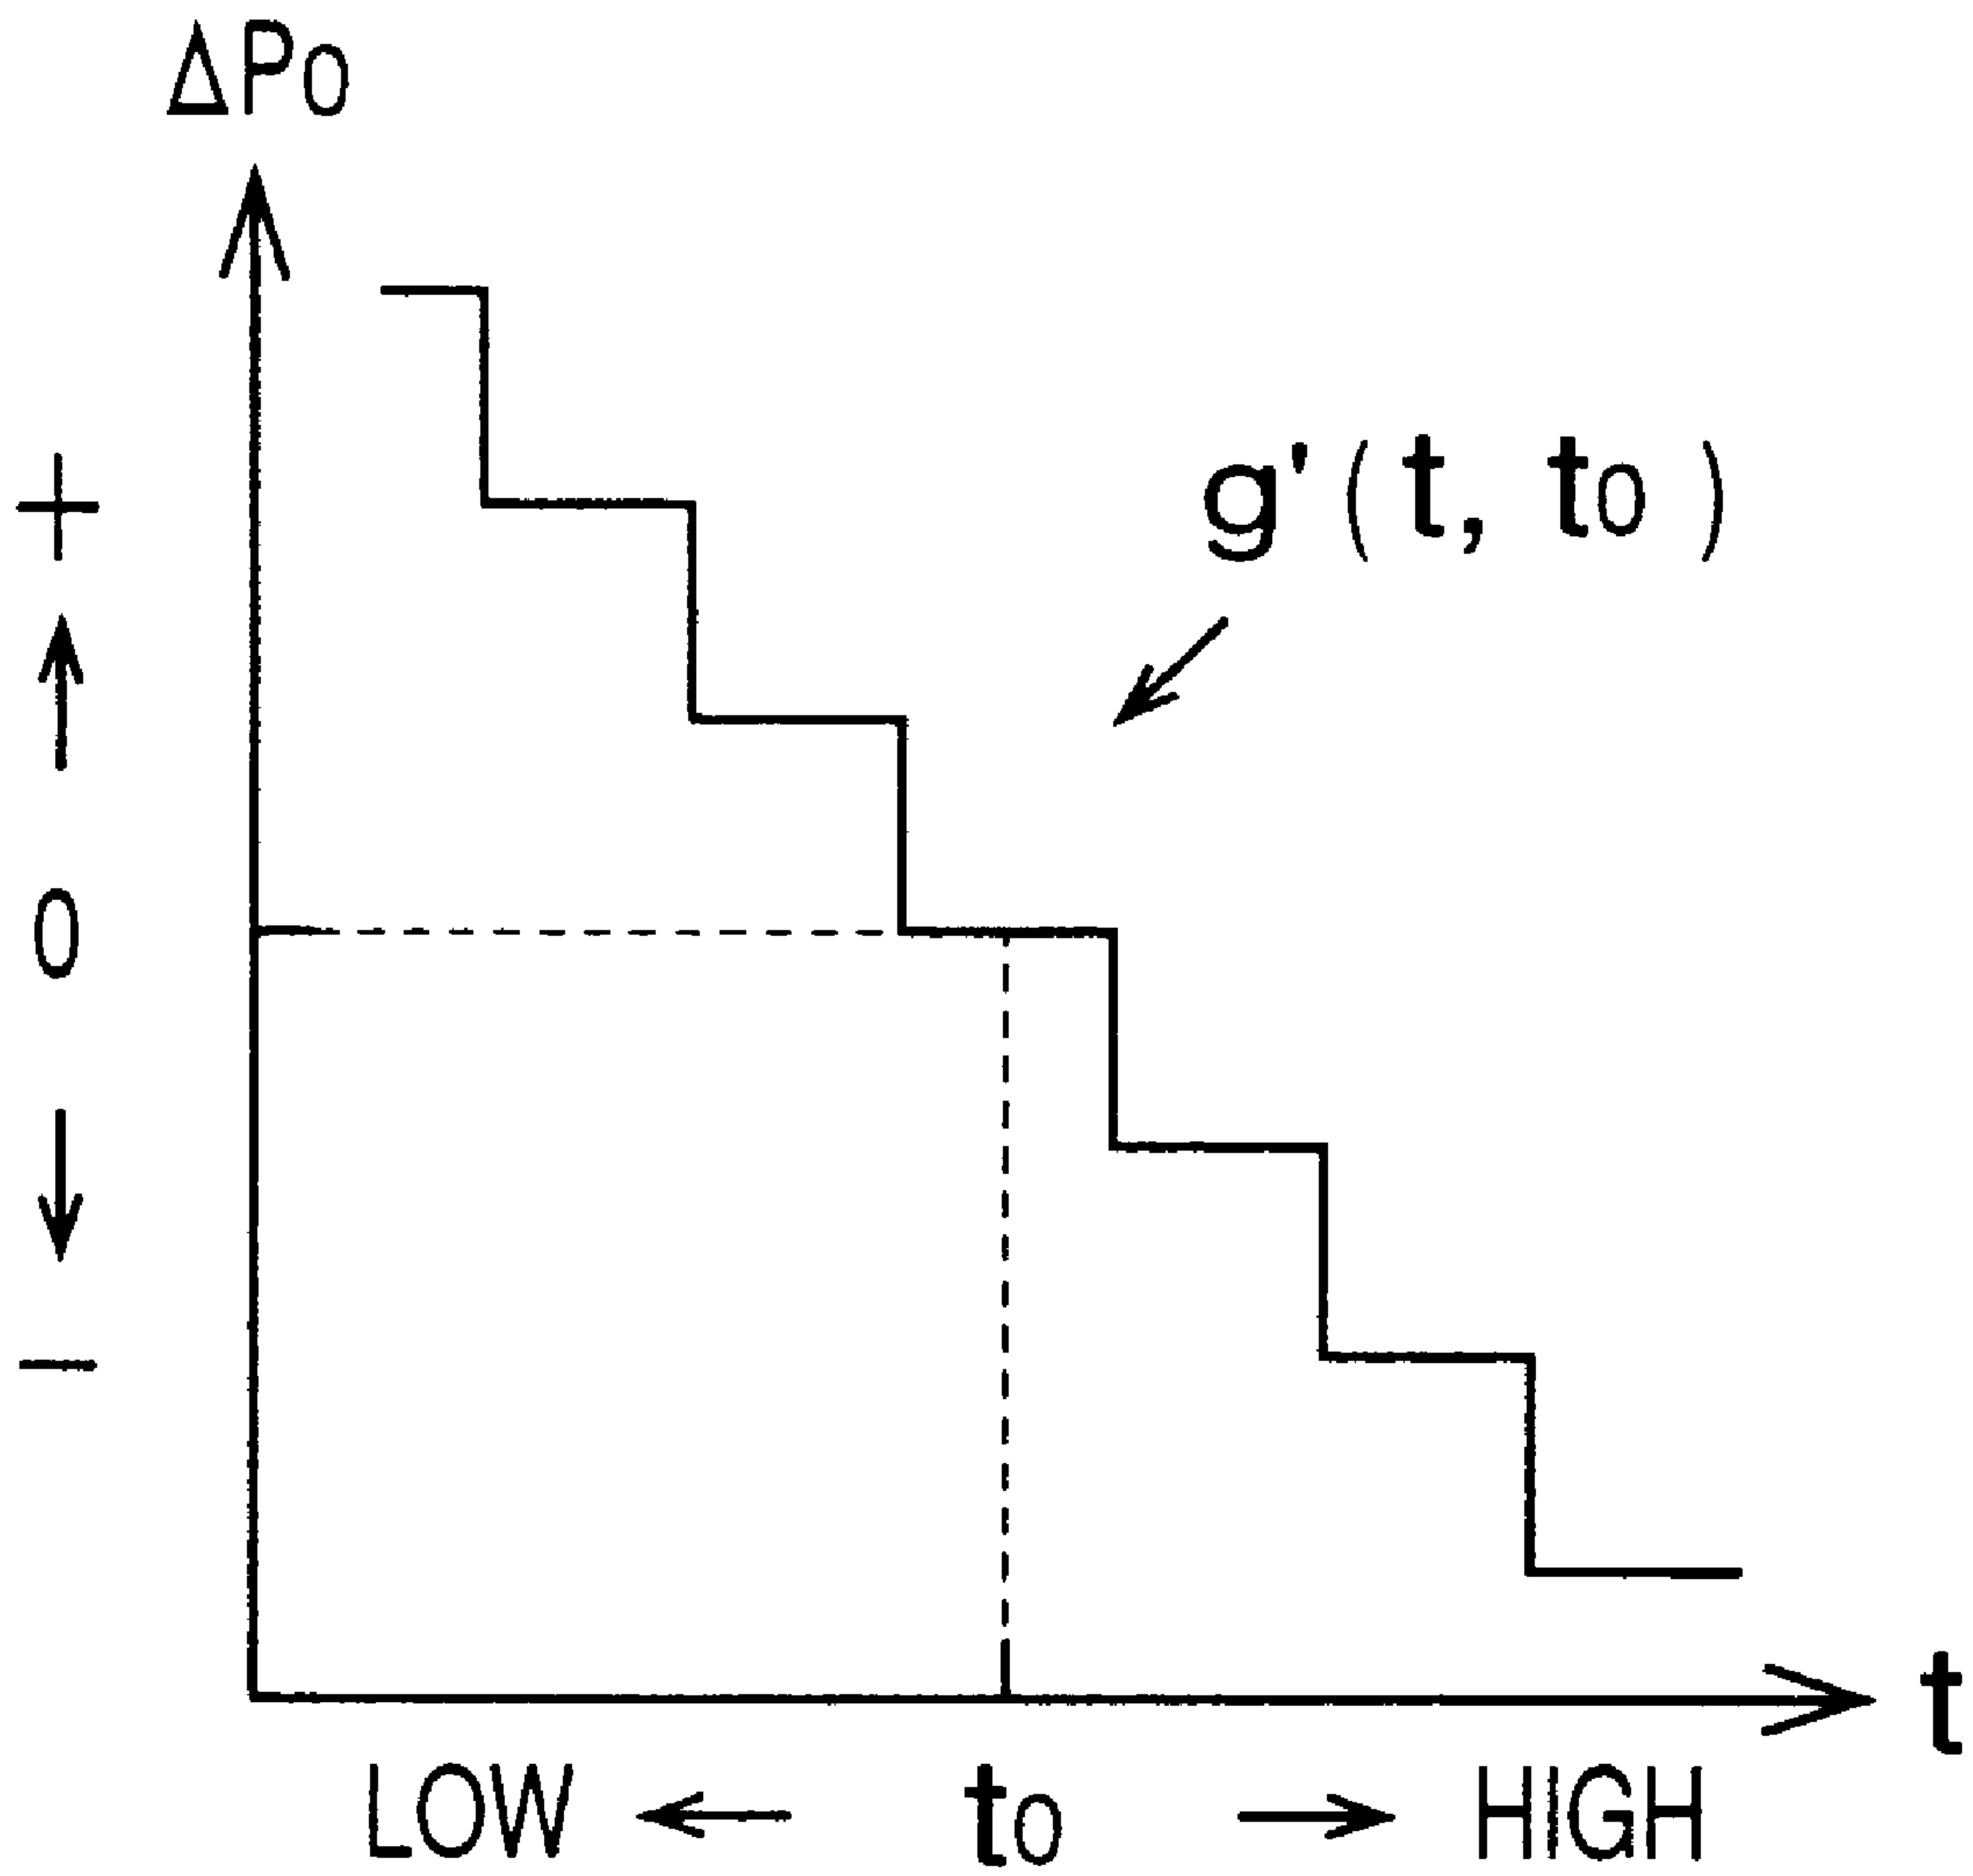 ΔPo
+
g'(t, to)
0
−
t
LOW ← to → HIGH